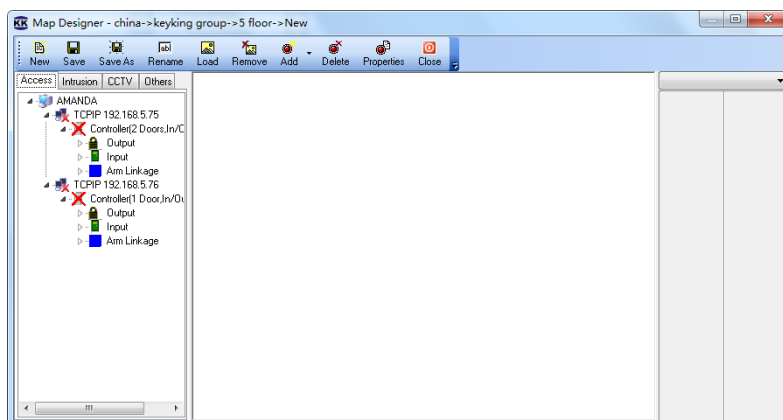 KK Map Designer - china->keyking group->5 floor->New
New Save Save As ab Rename Load Remove Add Delete Properties Close
Access Intrusion CCTV Others
AMANDA
TCPIP 192.168.5.75
Controller(2 Doors,In/O
Output
Input
Arm Linkage
TCPIP 192.168.5.76
Controller(1 Door,In/Ou
Output
Input
Arm Linkage